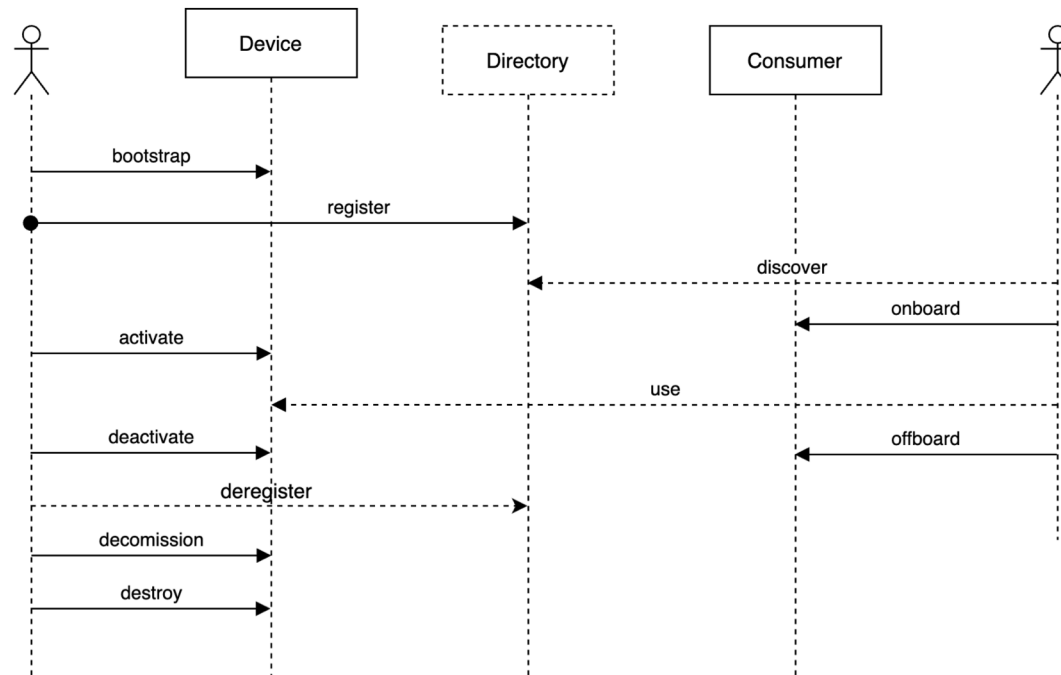 Device
Directory
Consumer
bootstrap
register
discover
onboard
activate
use
deactivate
offboard
deregister
decomission
destroy